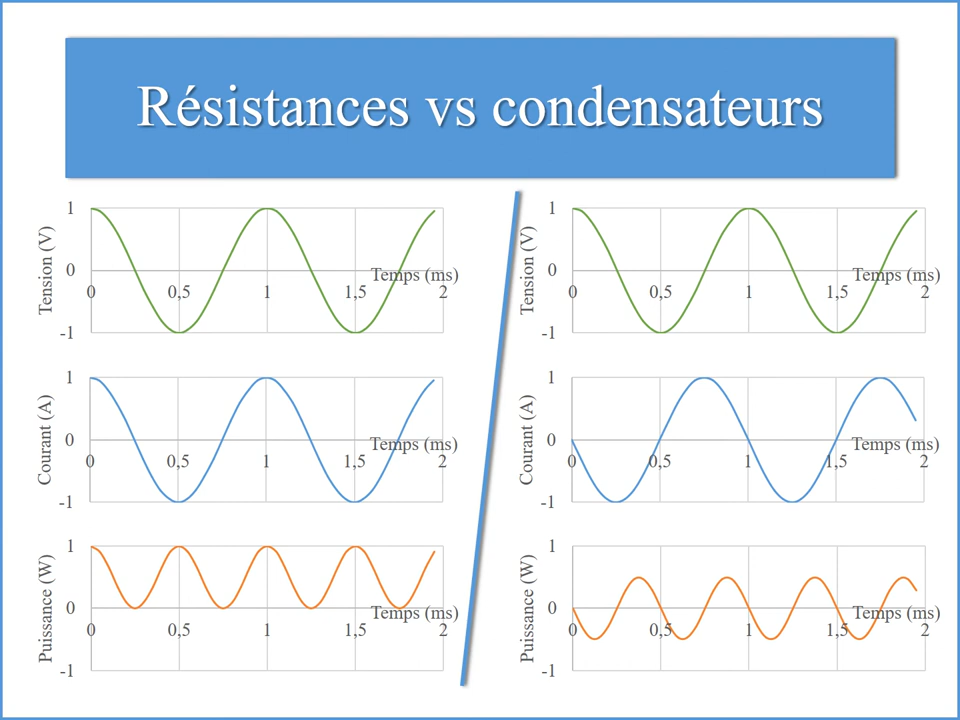 Résistances vs condensateurs
Tension (V)
1
0
-1
0 0,5 1 1,5 2
Temps (ms)
Courant (A)
1
0
-1
0 0,5 1 1,5 2
Temps (ms)
Puissance (W)
1
0
-1
0 0,5 1 1,5 2
Temps (ms)
Tension (V)
1
0
-1
0 0,5 1 1,5 2
Temps (ms)
Courant (A)
1
0
-1
0 0,5 1 1,5 2
Temps (ms)
Puissance (W)
1
0
-1
0 0,5 1 1,5 2
Temps (ms)